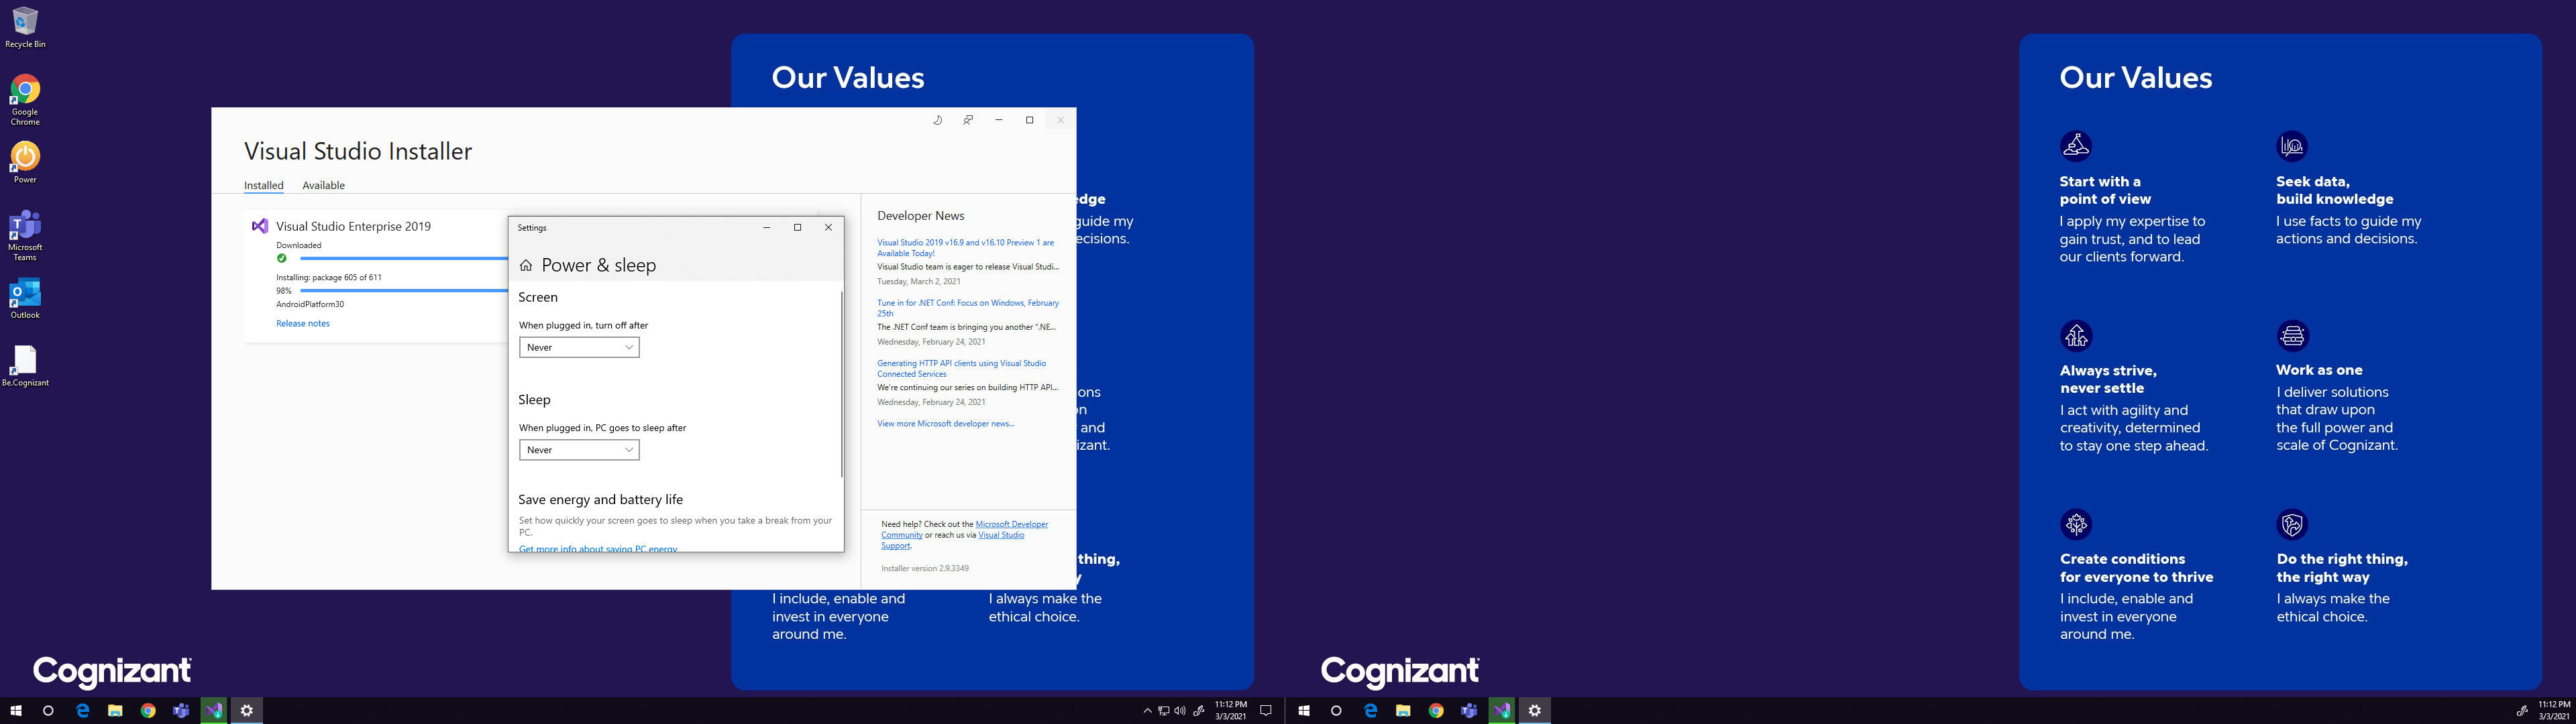 Recycle Bin
Google
Chrome
Power
Microsoft
Teams
Outlook
Be.Cognizant
Our Values
Visual Studio Installer
Installed
Available
Visual Studio Enterprise 2019
Downloaded
Installing: package 605 of 611
98%
AndroidPlatform30
Release notes
Settings
Power & sleep
Screen
When plugged in, turn off after
Never
Sleep
When plugged in, PC goes to sleep after
Never
Save energy and battery life
Set how quickly your screen goes to sleep when you take a break from your
PC.
Get more info about saving PC energy
Developer News
Visual Studio 2019 v16.9 and v16.10 Preview 1 are
Available Today!
Visual Studio team is eager to release Visual Studi...
Tuesday, March 2, 2021
Tune in for .NET Conf: Focus on Windows, February
25th
The .NET Conf team is bringing you another ".NE...
Wednesday, February 24, 2021
Generating HTTP API clients using Visual Studio
Connected Services
We're continuing our series on building HTTP API...
Wednesday, February 24, 2021
View more Microsoft developer news...
Need help? Check out the Microsoft Developer
Community or reach us via Visual Studio
Support.
Installer version 2.9.3349
edge
guide my
ecisions.
ons
on
and
izant.
thing,
y
I include, enable and
invest in everyone
around me.
I always make the
ethical choice.
Cognizant
11:12 PM
3/3/2021
Our Values
Start with a
point of view
I apply my expertise to
gain trust, and to lead
our clients forward.
Seek data,
build knowledge
I use facts to guide my
actions and decisions.
Always strive,
never settle
I act with agility and
creativity, determined
to stay one step ahead.
Work as one
I deliver solutions
that draw upon
the full power and
scale of Cognizant.
Create conditions
for everyone to thrive
I include, enable and
invest in everyone
around me.
Do the right thing,
the right way
I always make the
ethical choice.
Cognizant
11:12 PM
3/3/2021